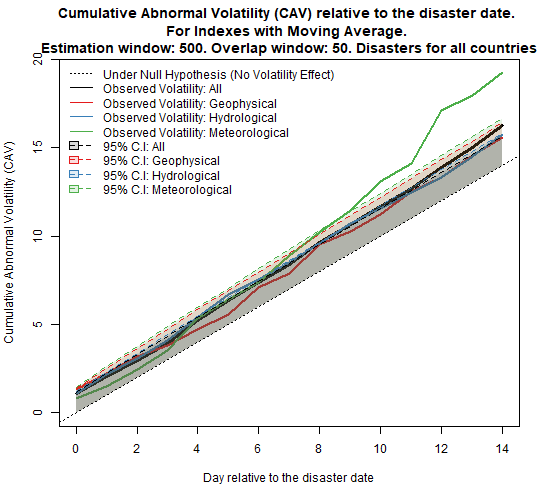 Cumulative Abnormal Volatility (CAV) relative to the disaster date.
For Indexes with Moving Average.
Estimation window: 500. Overlap window: 50. Disasters for all countries
Under Null Hypothesis (No Volatility Effect)
Observed Volatility: All
Observed Volatility: Geophysical
Observed Volatility: Hydrological
Observed Volatility: Meteorological
95% C.I: All
95% C.I: Geophysical
95% C.I: Hydrological
95% C.I: Meteorological
Cumulative Abnormal Volatility (CAV)
20
15
10
5
0
0 2 4 6 8 10 12 14
Day relative to the disaster date